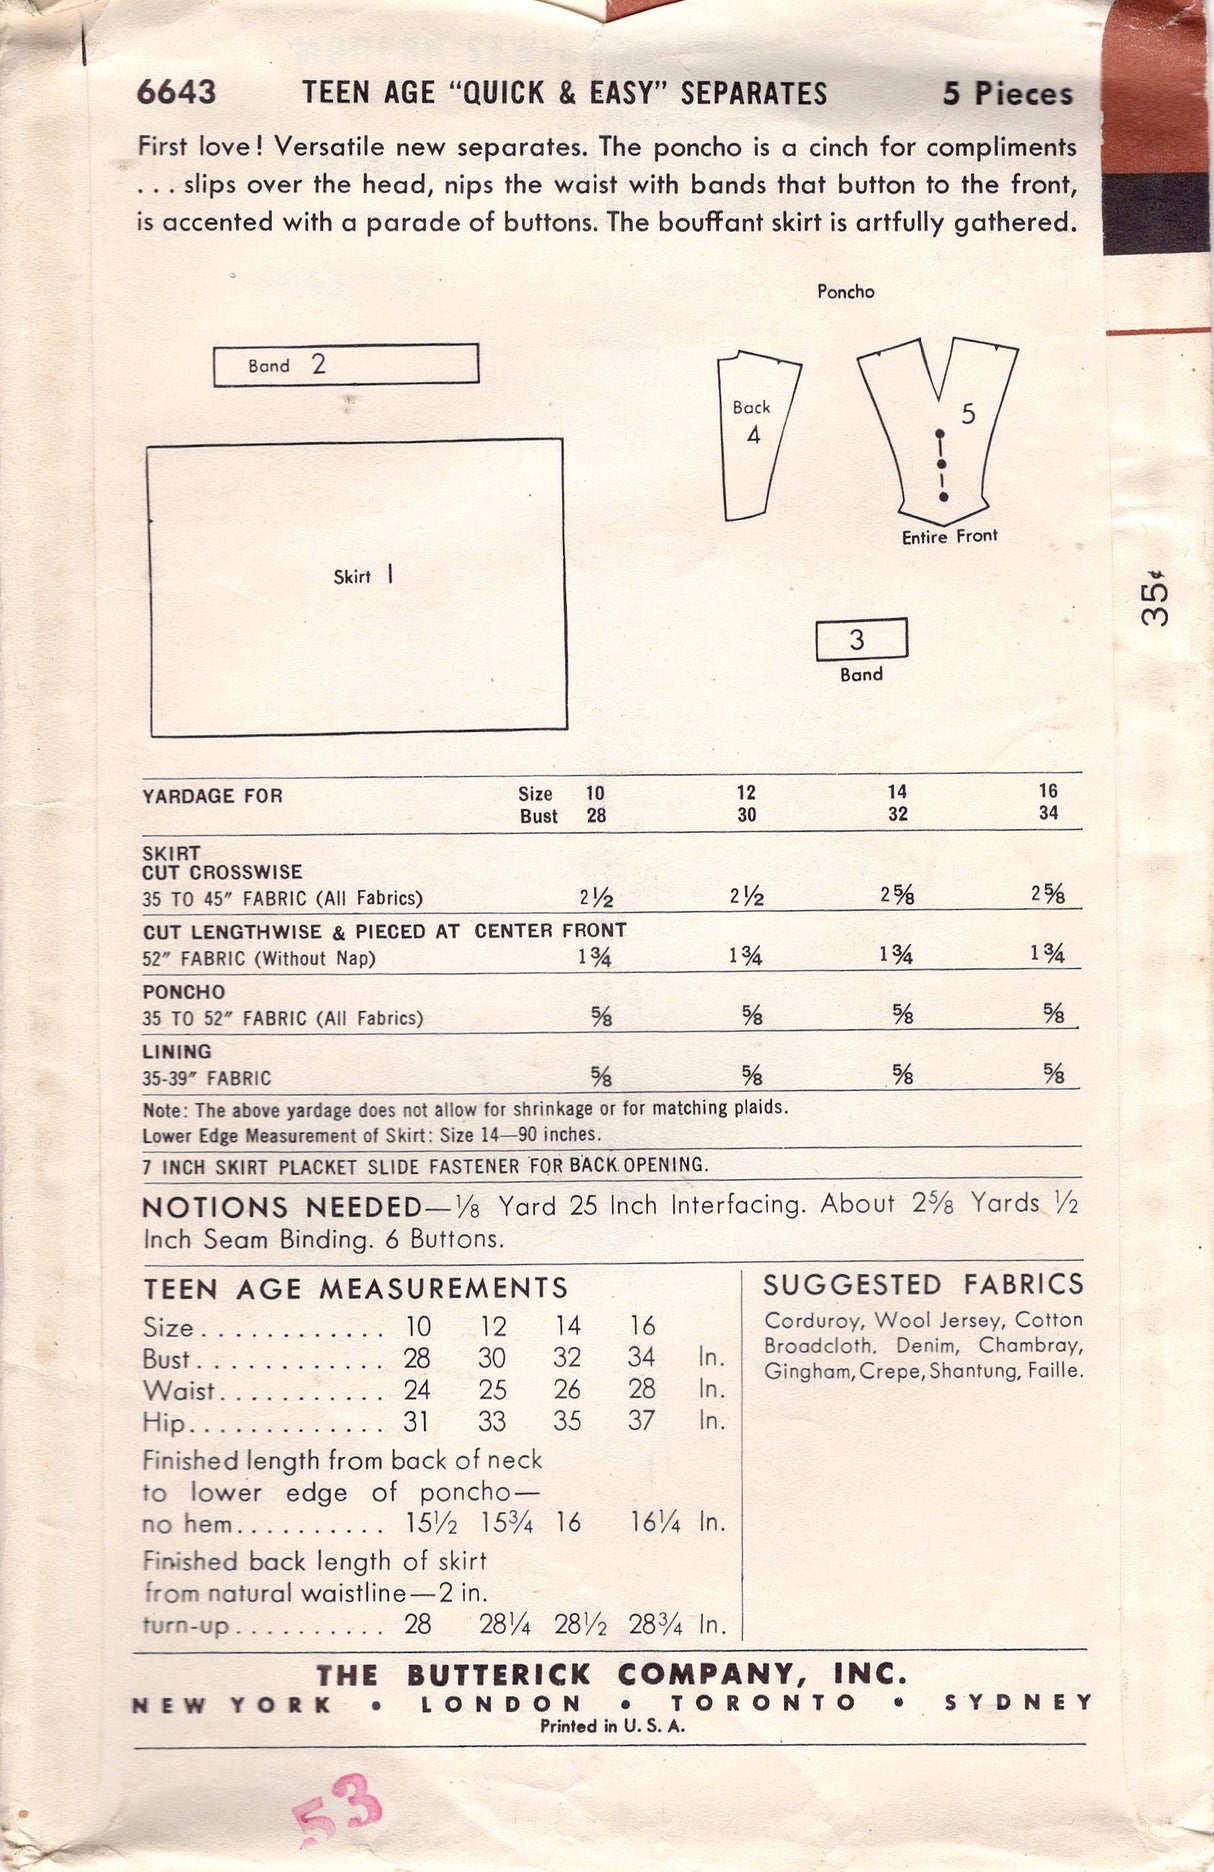 6643 TEEN AGE “QUICK & EASY” SEPARATES 5 Pieces
First love! Versatile new separates. The poncho is a cinch for compliments
... slips over the head, nips the waist with bands that button to the front,
is accented with a parade of buttons. The bouffant skirt is artfully gathered.
Poncho
Band 2
Back
4
5
Entire Front
Skirt 1
3
Band
35¢
YARDAGE FOR Size 10 12 14 16
Bust 28 30 32 34
SKIRT
CUT CROSSWISE
35 TO 45″ FABRIC (All Fabrics) 2½ 2½ 2⅝ 2⅝
CUT LENGTHWISE & PIECED AT CENTER FRONT
52″ FABRIC (Without Nap) 1¾ 1¾ 1¾ 1¾
PONCHO
35 TO 52″ FABRIC (All Fabrics) ⅝ ⅝ ⅝ ⅝
LINING
35-39″ FABRIC ⅝ ⅝ ⅝ ⅝
Note: The above yardage does not allow for shrinkage or for matching plaids.
Lower Edge Measurement of Skirt: Size 14—90 inches.
7 INCH SKIRT PLACKET SLIDE FASTENER FOR BACK OPENING.
NOTIONS NEEDED—⅛ Yard 25 Inch Interfacing. About 2⅝ Yards ½
Inch Seam Binding. 6 Buttons.
TEEN AGE MEASUREMENTS
Size............ 10 12 14 16
Bust............ 28 30 32 34 In.
Waist........... 24 25 26 28 In.
Hip............. 31 33 35 37 In.
Finished length from back of neck
to lower edge of poncho—
no hem.......... 15½ 15¾ 16 16¼ In.
Finished back length of skirt
from natural waistline—2 in.
turn-up.......... 28 28¼ 28½ 28¾ In.
SUGGESTED FABRICS
Corduroy, Wool Jersey, Cotton
Broadcloth. Denim, Chambray,
Gingham, Crepe, Shantung, Faille.
THE BUTTERICK COMPANY, INC.
NEW YORK • LONDON • TORONTO • SYDNEY
Printed in U. S. A.
53